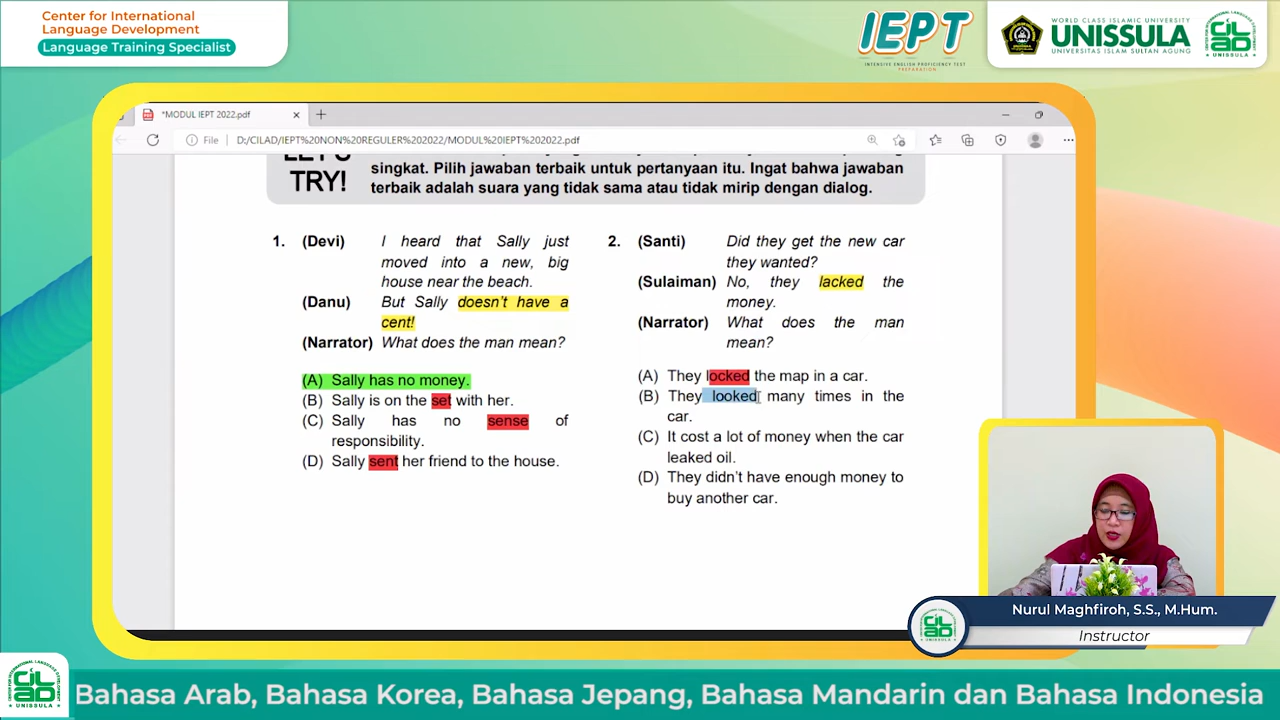 Center for International
Language Development
Language Training Specialist
IEPT
INTENSIVE ENGLISH PROFICIENCY TEST
PREPARATION
WORLD CLASS ISLAMIC UNIVERSITY
UNISSULA
UNIVERSITAS ISLAM SULTAN AGUNG
CILAD
UNISSULA
*MODUL IEPT 2022.pdf
File
D:/CILAD/IEPT%20NON%20REGULER%202022/MODUL%20IEPT%202022.pdf
TRY!
singkat. Pilih jawaban terbaik untuk pertanyaan itu. Ingat bahwa jawaban
terbaik adalah suara yang tidak sama atau tidak mirip dengan dialog.
1. (Devi) I heard that Sally just
moved into a new, big
house near the beach.
(Danu) But Sally doesn't have a
cent!
(Narrator) What does the man mean?
(A) Sally has no money.
(B) Sally is on the set with her.
(C) Sally has no sense of
responsibility.
(D) Sally sent her friend to the house.
2. (Santi) Did they get the new car
they wanted?
(Sulaiman) No, they lacked the
money.
(Narrator) What does the man
mean?
(A) They locked the map in a car.
(B) They looked many times in the
car.
(C) It cost a lot of money when the car
leaked oil.
(D) They didn't have enough money to
buy another car.
Nurul Maghfiroh, S.S., M.Hum.
Instructor
CILAD
UNISSULA
Bahasa Arab, Bahasa Korea, Bahasa Jepang, Bahasa Mandarin dan Bahasa Indonesia